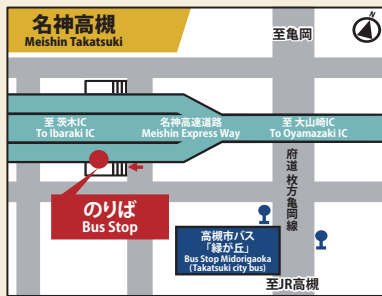 名神高槻
Meishin Takatsuki
至亀岡
N
至 茨木IC
To Ibaraki IC
名神高速道路
Meishin Express Way
至 大山崎IC
To Oyamazaki IC
府道枚方亀岡線
のりば
Bus Stop
高槻市バス
「緑が丘」
Bus Stop Midorigaoka
(Takatsuki city bus)
至JR高槻